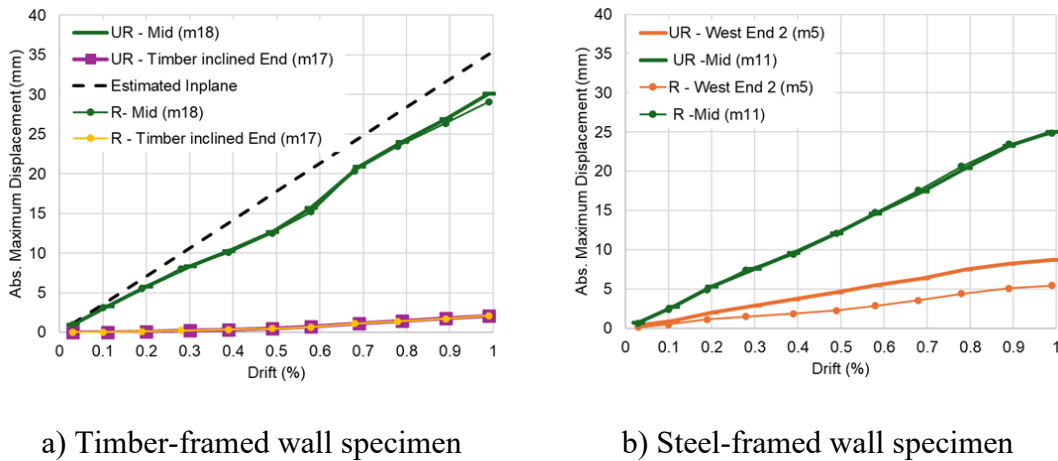 40
35
30
25
20
15
10
5
0
Abs. Maximum Displacement (mm)
UR - Mid (m18)
UR - Timber inclined End (m17)
Estimated Inplane
R- Mid (m18)
R - Timber inclined End (m17)
0 0.1 0.2 0.3 0.4 0.5 0.6 0.7 0.8 0.9 1
Drift (%)
a) Timber-framed wall specimen
40
35
30
25
20
15
10
5
0
Abs. Maximum Displacement (mm)
UR - West End 2 (m5)
UR -Mid (m11)
R - West End 2 (m5)
R -Mid (m11)
0 0.1 0.2 0.3 0.4 0.5 0.6 0.7 0.8 0.9 1
Drift (%)
b) Steel-framed wall specimen